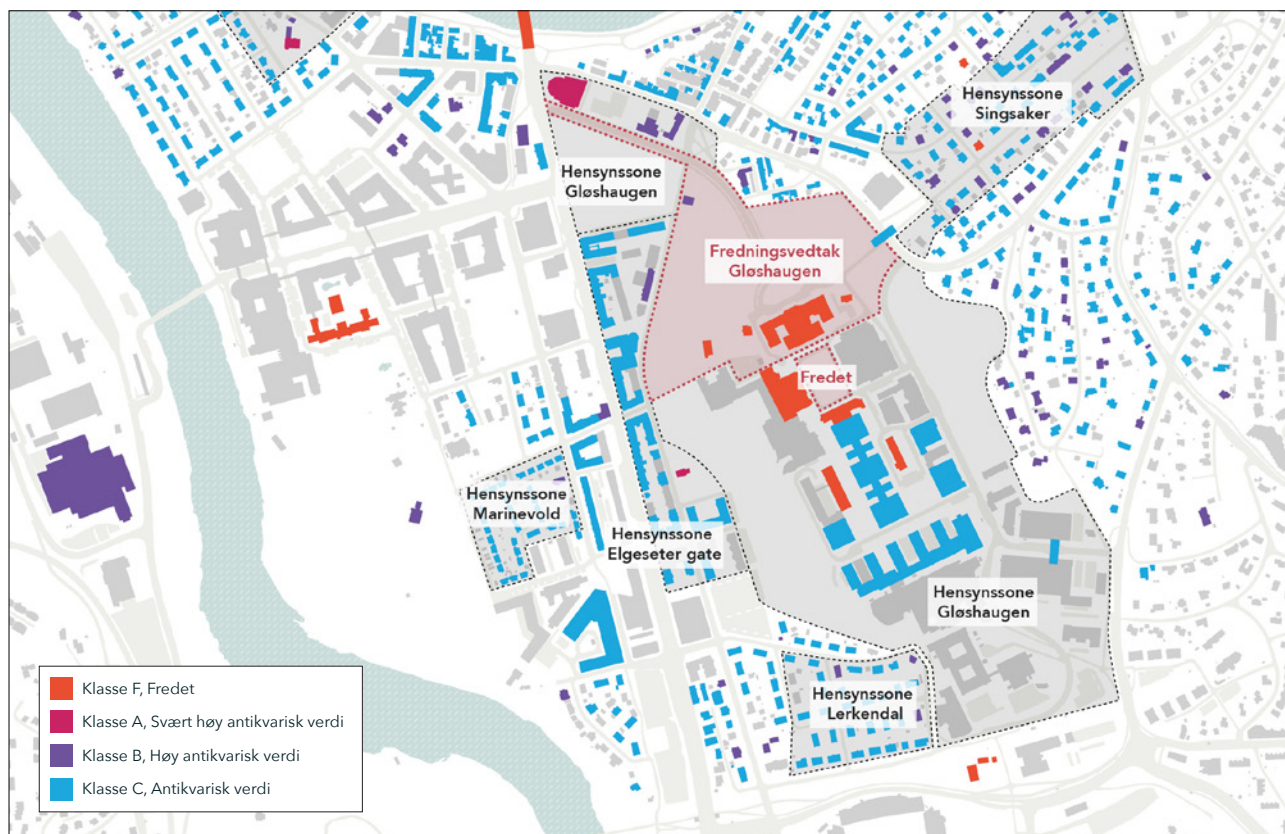 Hensynssone
Singsaker
Hensynssone
Gløshaugen
Fredningsvedtak
Gløshaugen
Fredet
Hensynssone
Marinevold
Hensynssone
Elgeseter gate
Hensynssone
Gløshaugen
Hensynssone
Lerkendal
Klasse F, Fredet
Klasse A, Svært høy antikvarisk verdi
Klasse B, Høy antikvarisk verdi
Klasse C, Antikvarisk verdi